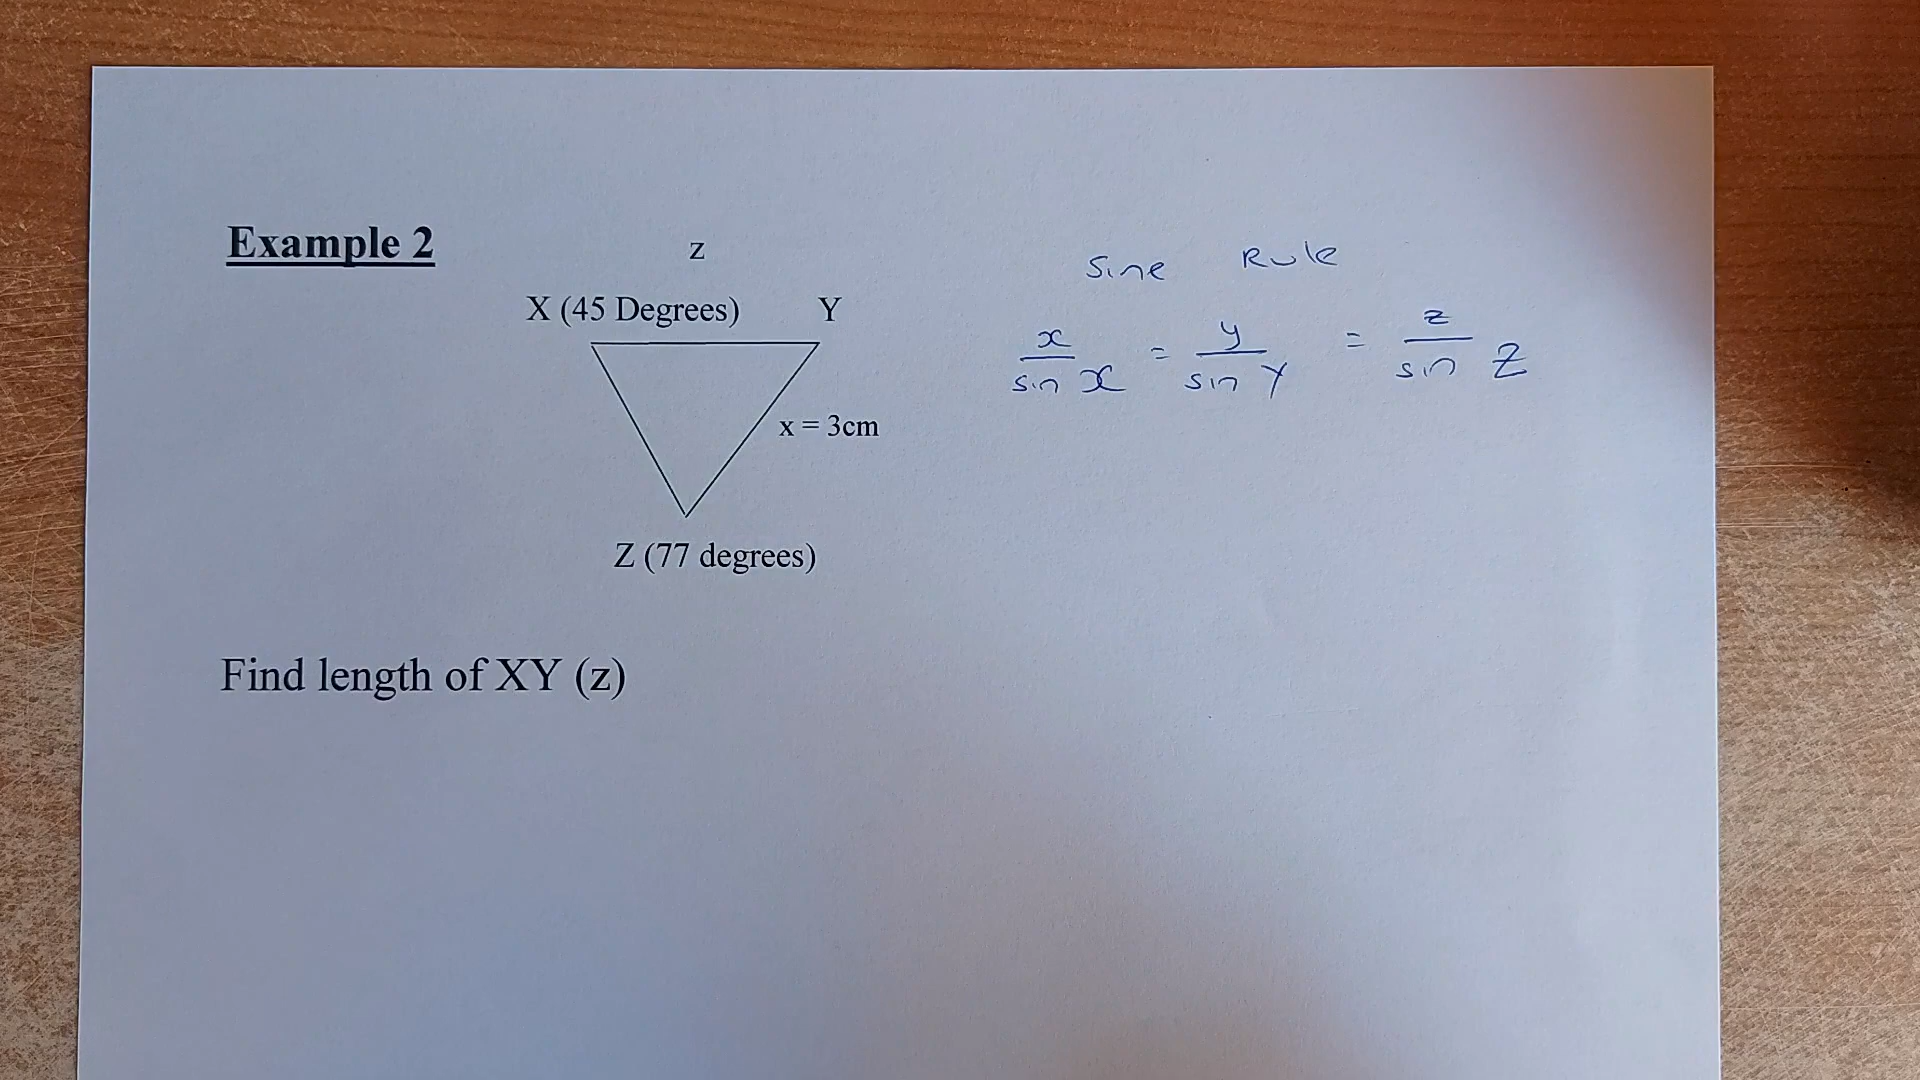 Example 2
z
X (45 Degrees) Y
x = 3cm
Z (77 degrees)
Find length of XY (z)
Sine Rule
x/sin X = y/sin Y = z/sin Z